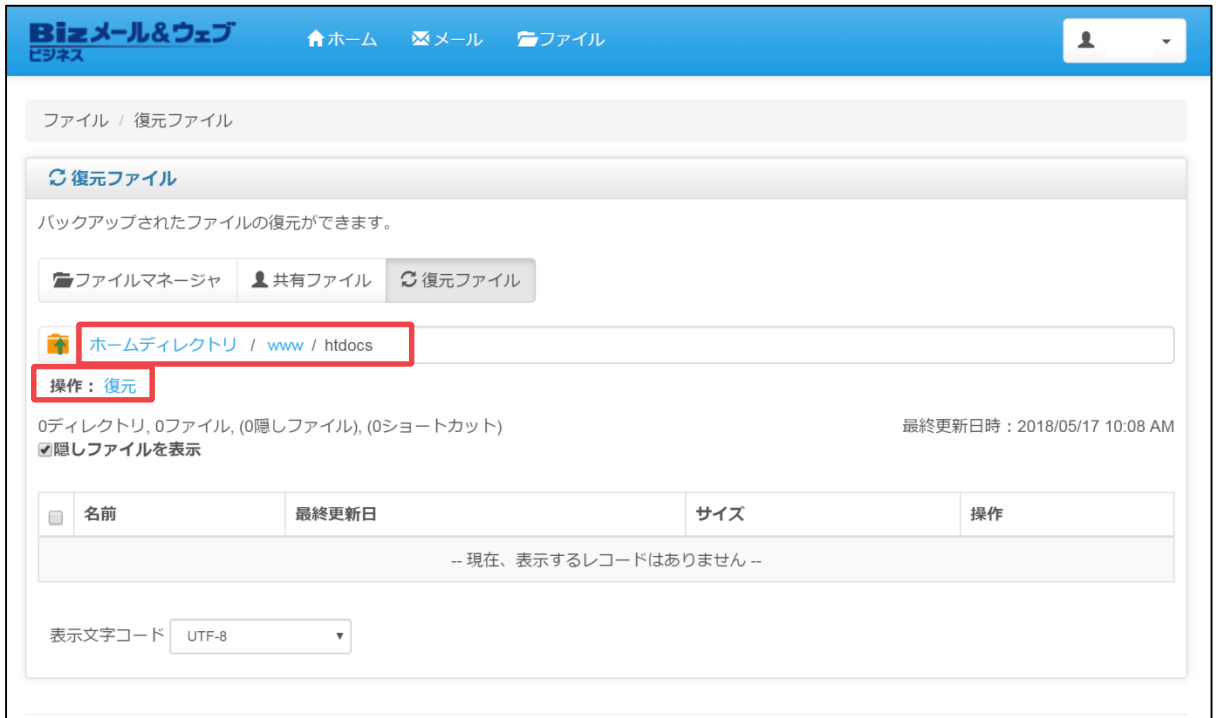 Bizメール&ウェブ
ビジネス
ホーム メール ファイル
ファイル / 復元ファイル
復元ファイル
バックアップされたファイルの復元ができます。
ファイルマネージャ 共有ファイル 復元ファイル
ホームディレクトリ / www / htdocs
操作： 復元
0ディレクトリ, 0ファイル, (0隠しファイル), (0ショートカット) 最終更新日時：2018/05/17 10:08 AM
隠しファイルを表示
名前 最終更新日 サイズ 操作
-- 現在、表示するレコードはありません --
表示文字コード UTF-8